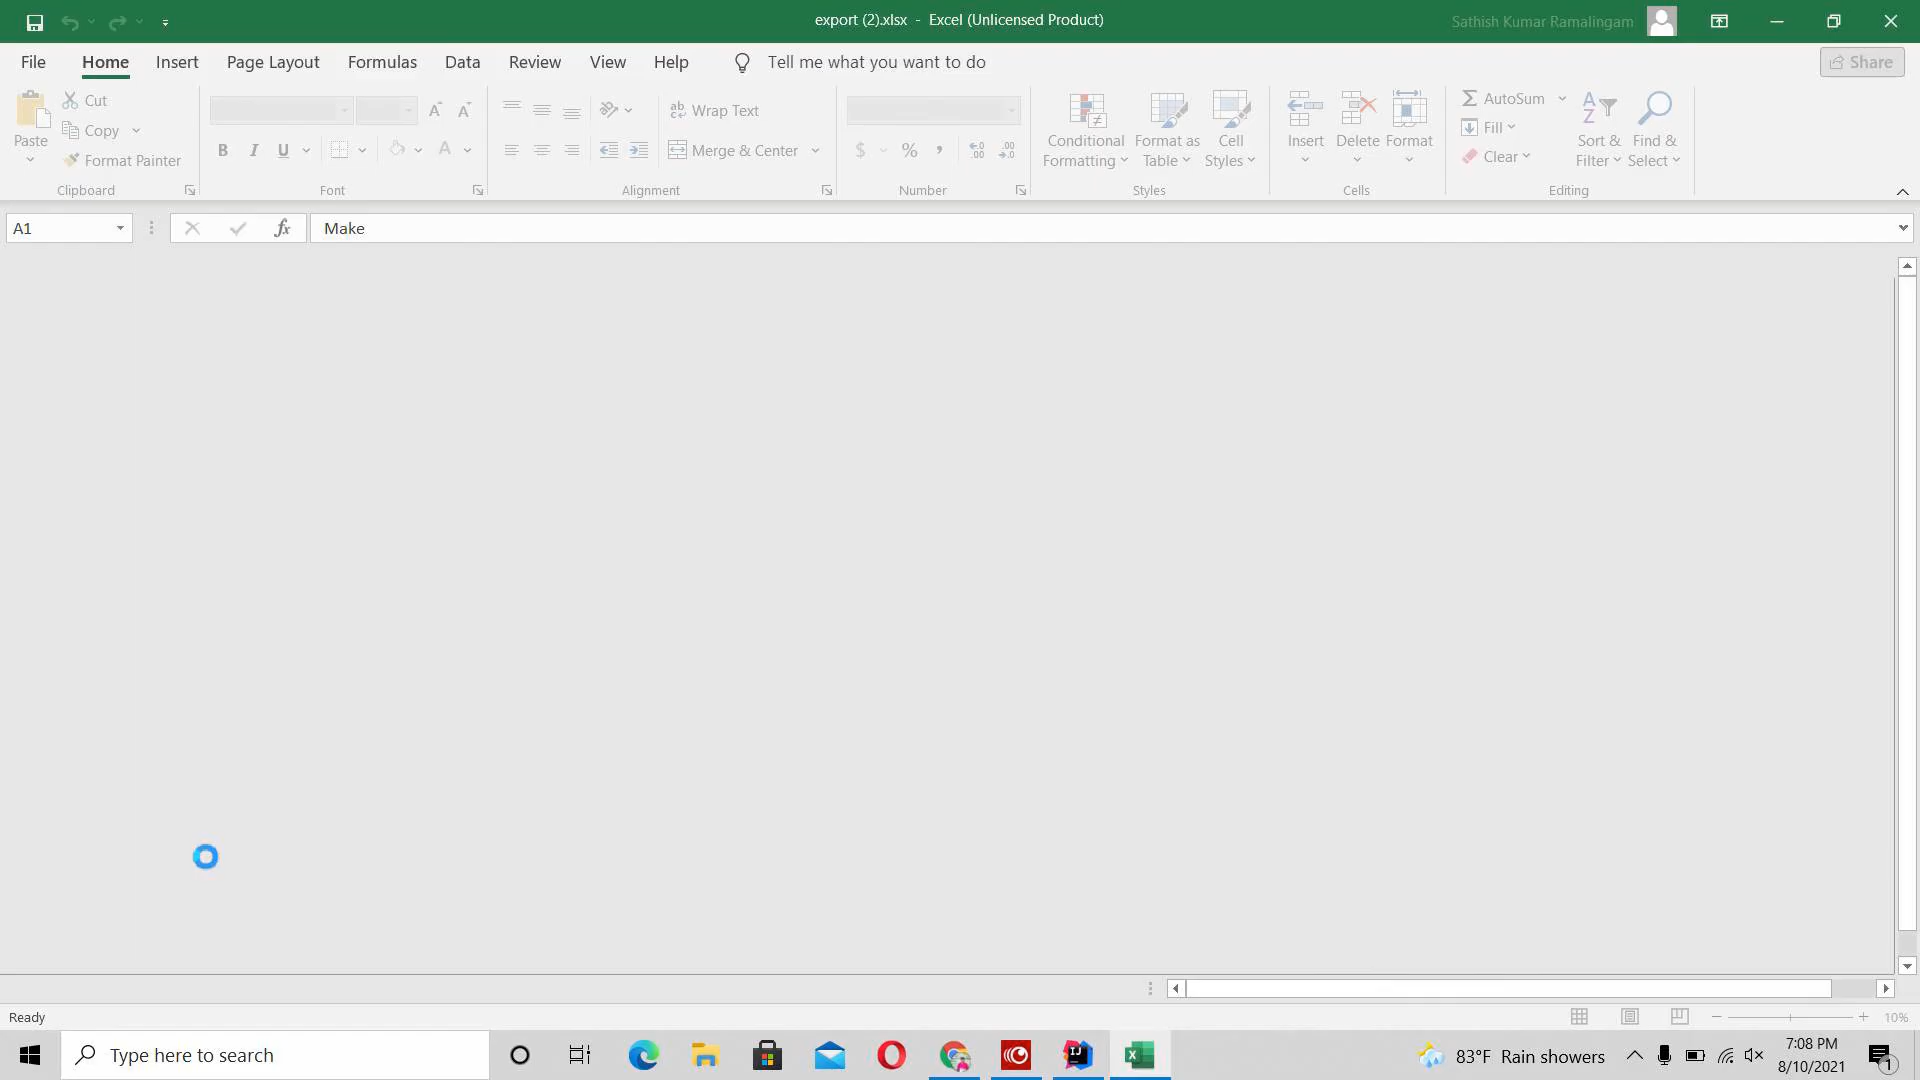 export (2).xlsx - Excel (Unlicensed Product)
Sathish Kumar Ramalingam
File Home Insert Page Layout Formulas Data Review View Help Tell me what you want to do
Share
Paste
Cut
Copy
Format Painter
Clipboard
B I U A
Font
ab Wrap Text
Merge & Center
Alignment
$ % ,
Number
Conditional
Formatting
Format as
Table
Cell
Styles
Styles
Insert
Delete
Format
Cells
AutoSum
Fill
Clear
Sort &
Filter
Find &
Select
Editing
A1
fx
Make
Ready
10%
Type here to search
83°F Rain showers
7:08 PM
8/10/2021
1